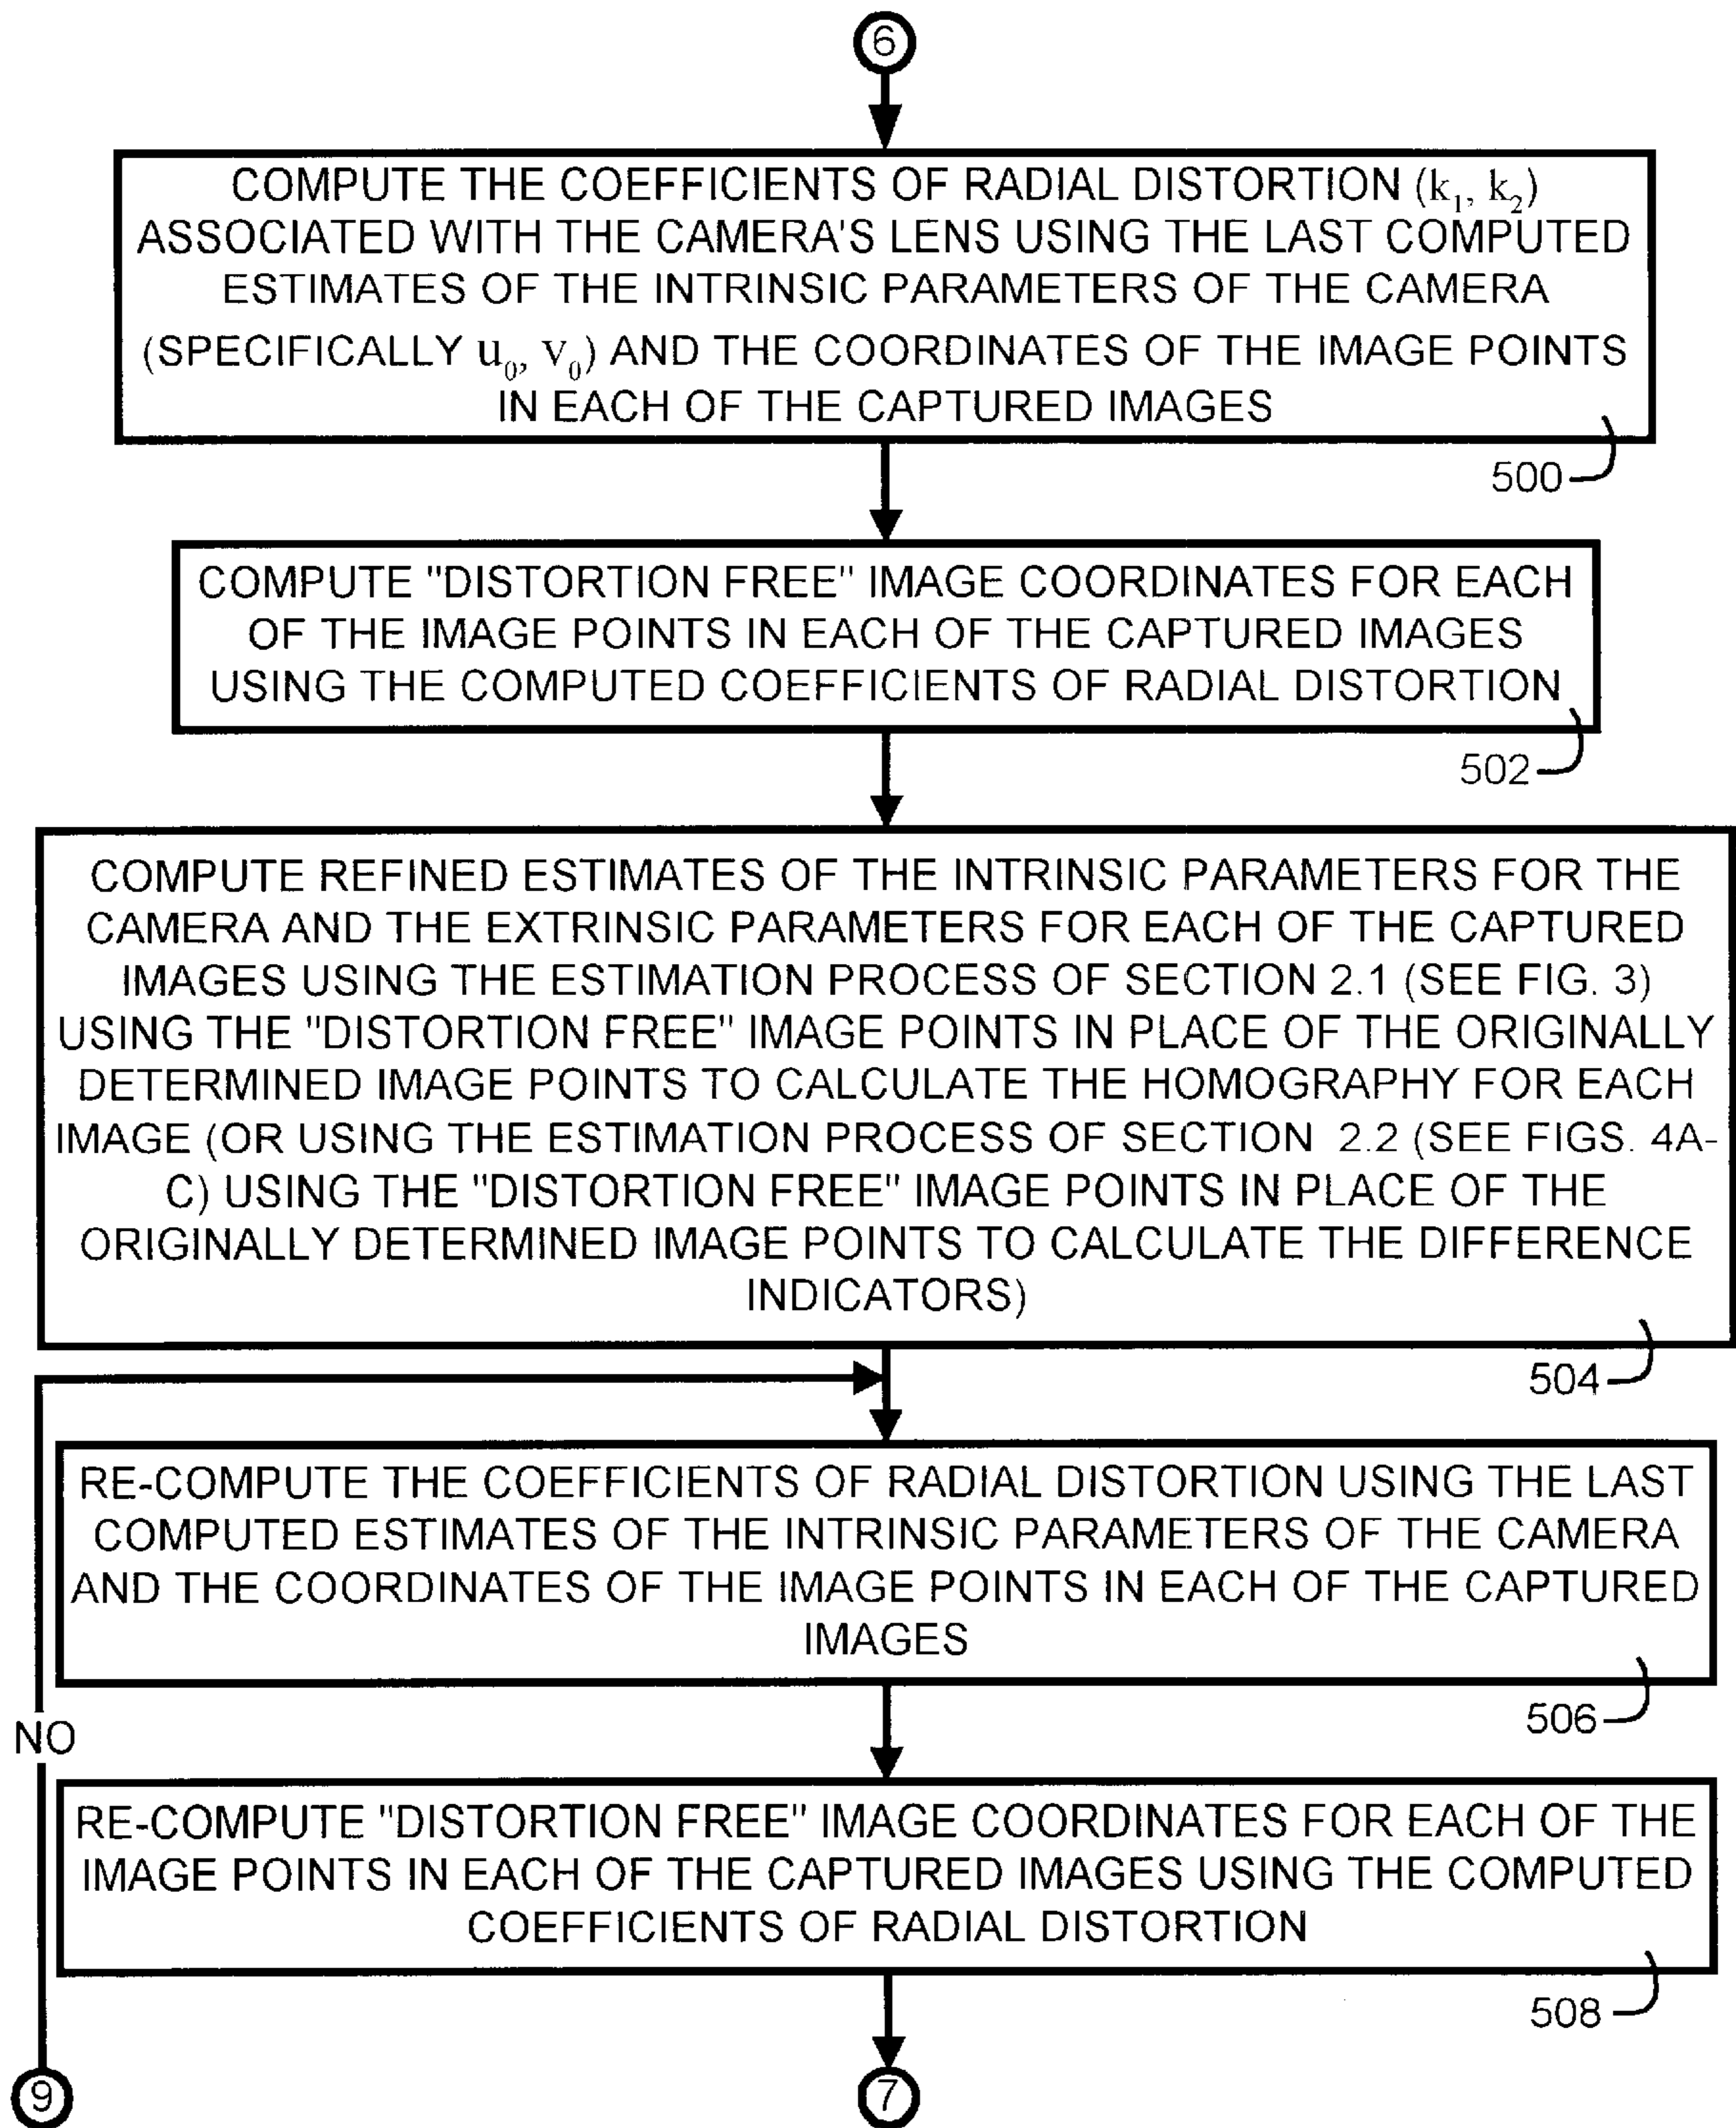 6
COMPUTE THE COEFFICIENTS OF RADIAL DISTORTION (k₁, k₂)
ASSOCIATED WITH THE CAMERA'S LENS USING THE LAST COMPUTED
ESTIMATES OF THE INTRINSIC PARAMETERS OF THE CAMERA
(SPECIFICALLY u₀, v₀) AND THE COORDINATES OF THE IMAGE POINTS
IN EACH OF THE CAPTURED IMAGES
500
COMPUTE "DISTORTION FREE" IMAGE COORDINATES FOR EACH
OF THE IMAGE POINTS IN EACH OF THE CAPTURED IMAGES
USING THE COMPUTED COEFFICIENTS OF RADIAL DISTORTION
502
COMPUTE REFINED ESTIMATES OF THE INTRINSIC PARAMETERS FOR THE
CAMERA AND THE EXTRINSIC PARAMETERS FOR EACH OF THE CAPTURED
IMAGES USING THE ESTIMATION PROCESS OF SECTION 2.1 (SEE FIG. 3)
USING THE "DISTORTION FREE" IMAGE POINTS IN PLACE OF THE ORIGINALLY
DETERMINED IMAGE POINTS TO CALCULATE THE HOMOGRAPHY FOR EACH
IMAGE (OR USING THE ESTIMATION PROCESS OF SECTION 2.2 (SEE FIGS. 4A-
C) USING THE "DISTORTION FREE" IMAGE POINTS IN PLACE OF THE
ORIGINALLY DETERMINED IMAGE POINTS TO CALCULATE THE DIFFERENCE
INDICATORS)
504
RE-COMPUTE THE COEFFICIENTS OF RADIAL DISTORTION USING THE LAST
COMPUTED ESTIMATES OF THE INTRINSIC PARAMETERS OF THE CAMERA
AND THE COORDINATES OF THE IMAGE POINTS IN EACH OF THE CAPTURED
IMAGES
506
NO
RE-COMPUTE "DISTORTION FREE" IMAGE COORDINATES FOR EACH OF THE
IMAGE POINTS IN EACH OF THE CAPTURED IMAGES USING THE COMPUTED
COEFFICIENTS OF RADIAL DISTORTION
508
9
7